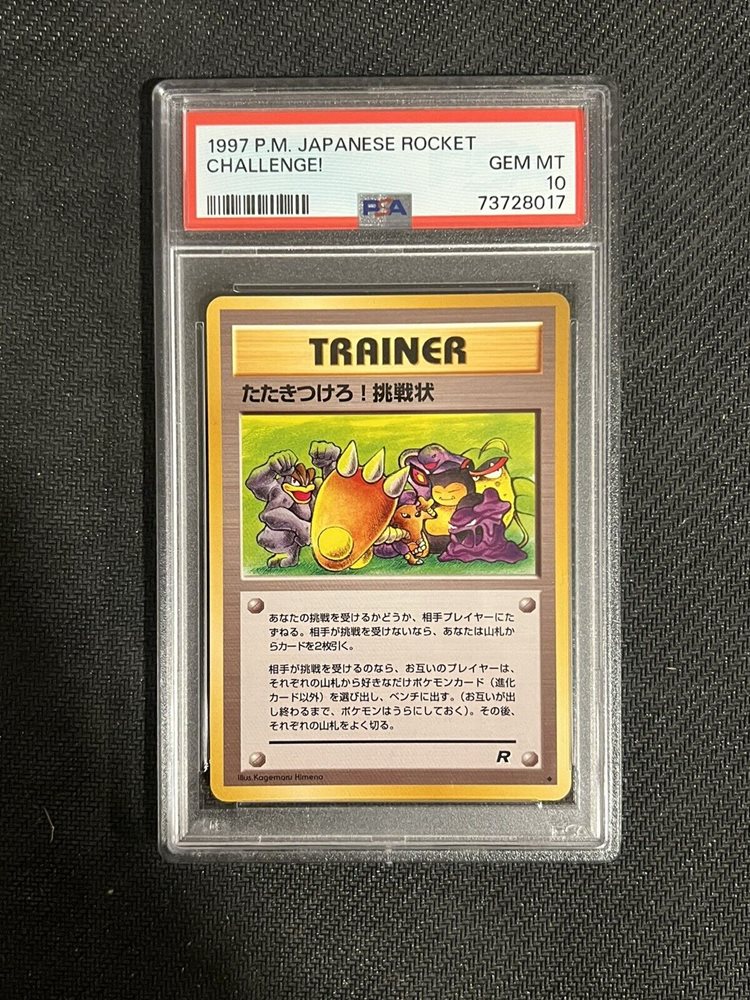 1997 P.M. JAPANESE ROCKET
CHALLENGE!
GEM MT
10
PSA
73728017
TRAINER
たたきつけろ！挑戦状
あなたの挑戦を受けるかどうか、相手プレイヤーにた
ずねる。相手が挑戦を受けないなら、あなたは山札か
らカードを2枚引く。
相手が挑戦を受けるのなら、お互いのプレイヤーは、
それぞれの山札から好きなだけポケモンカード（進化
カード以外）を選び出し、ベンチに出す。（お互いが出
し終わるまで、ポケモンはうらにしておく）。その後、
それぞれの山札をよく切る。
R
Illus.Kagemaru Himeno